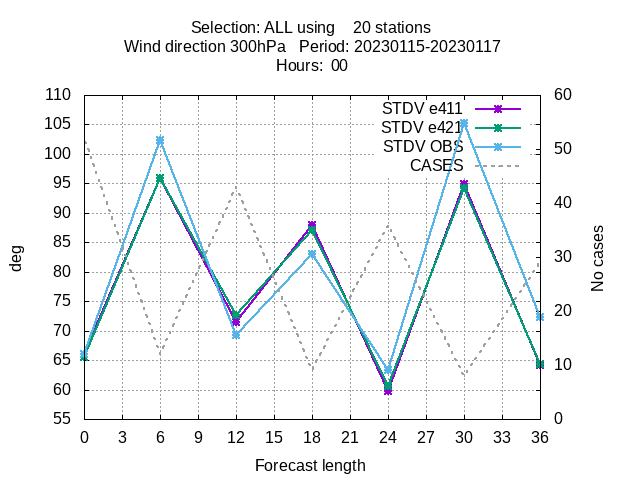 Selection: ALL using    20 stations
Wind direction 300hPa   Period: 20230115-20230117
Hours:  00
110
105
100
95
90
85
80
75
70
65
60
55
deg
STDV e411
STDV e421
STDV OBS
CASES
60
50
40
30
20
10
0
No cases
0 3 6 9 12 15 18 21 24 27 30 33 36
Forecast length